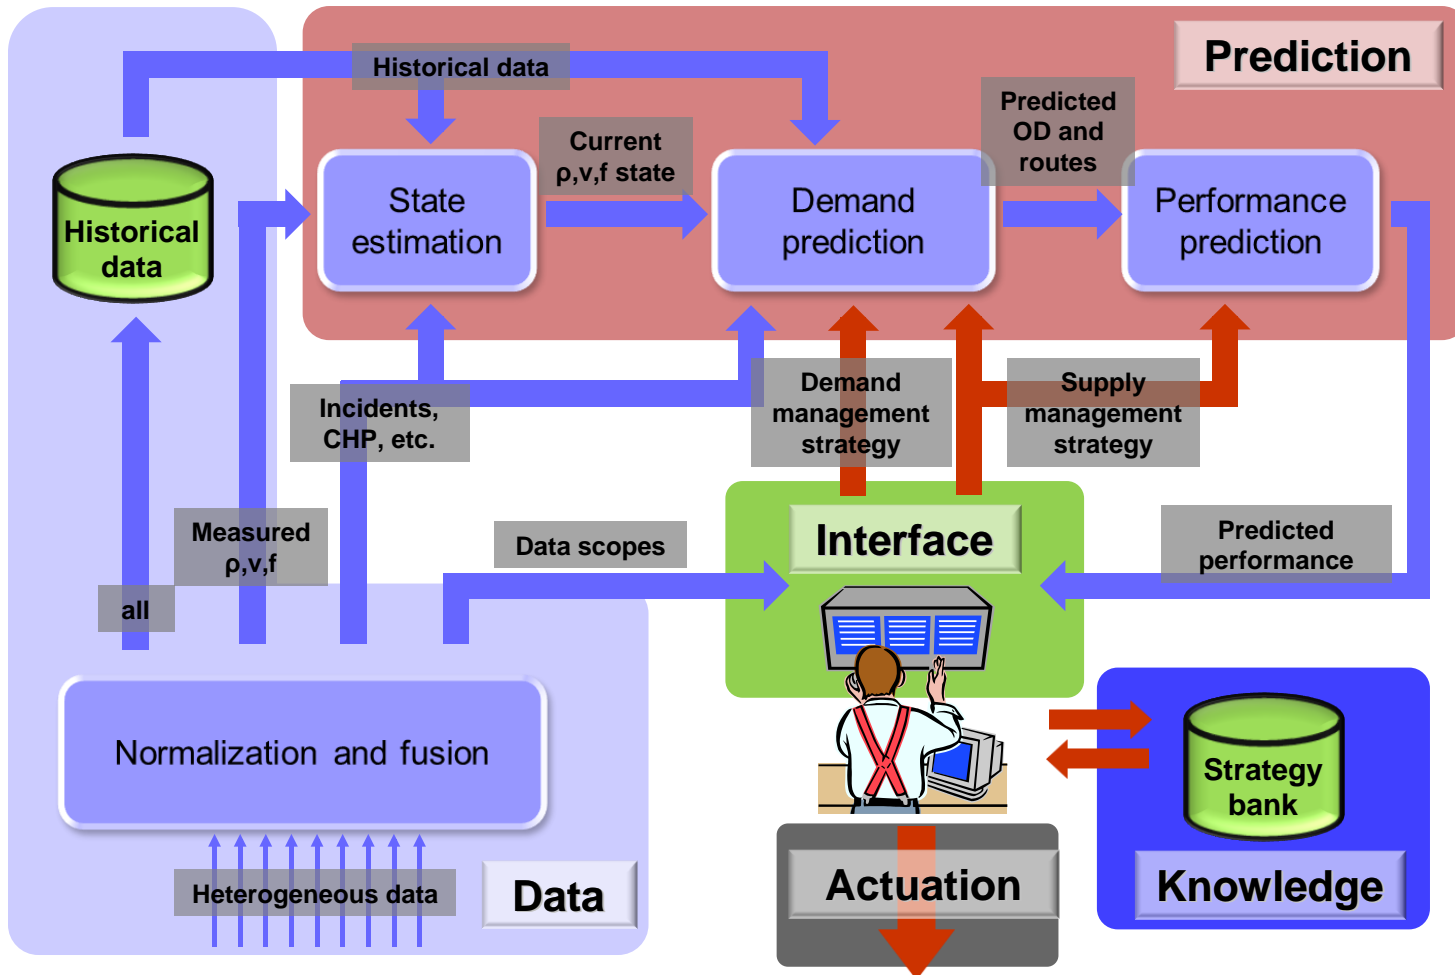 Prediction
Historical data
Predicted
OD and
routes
Current
ρ,v,f state
State
estimation
Demand
prediction
Performance
prediction
Historical
data
Incidents,
CHP, etc.
Demand
management
strategy
Supply
management
strategy
Measured
ρ,v,f
Data scopes
Interface
Predicted
performance
all
Normalization and fusion
Strategy
bank
Heterogeneous data
Data
Actuation
Knowledge